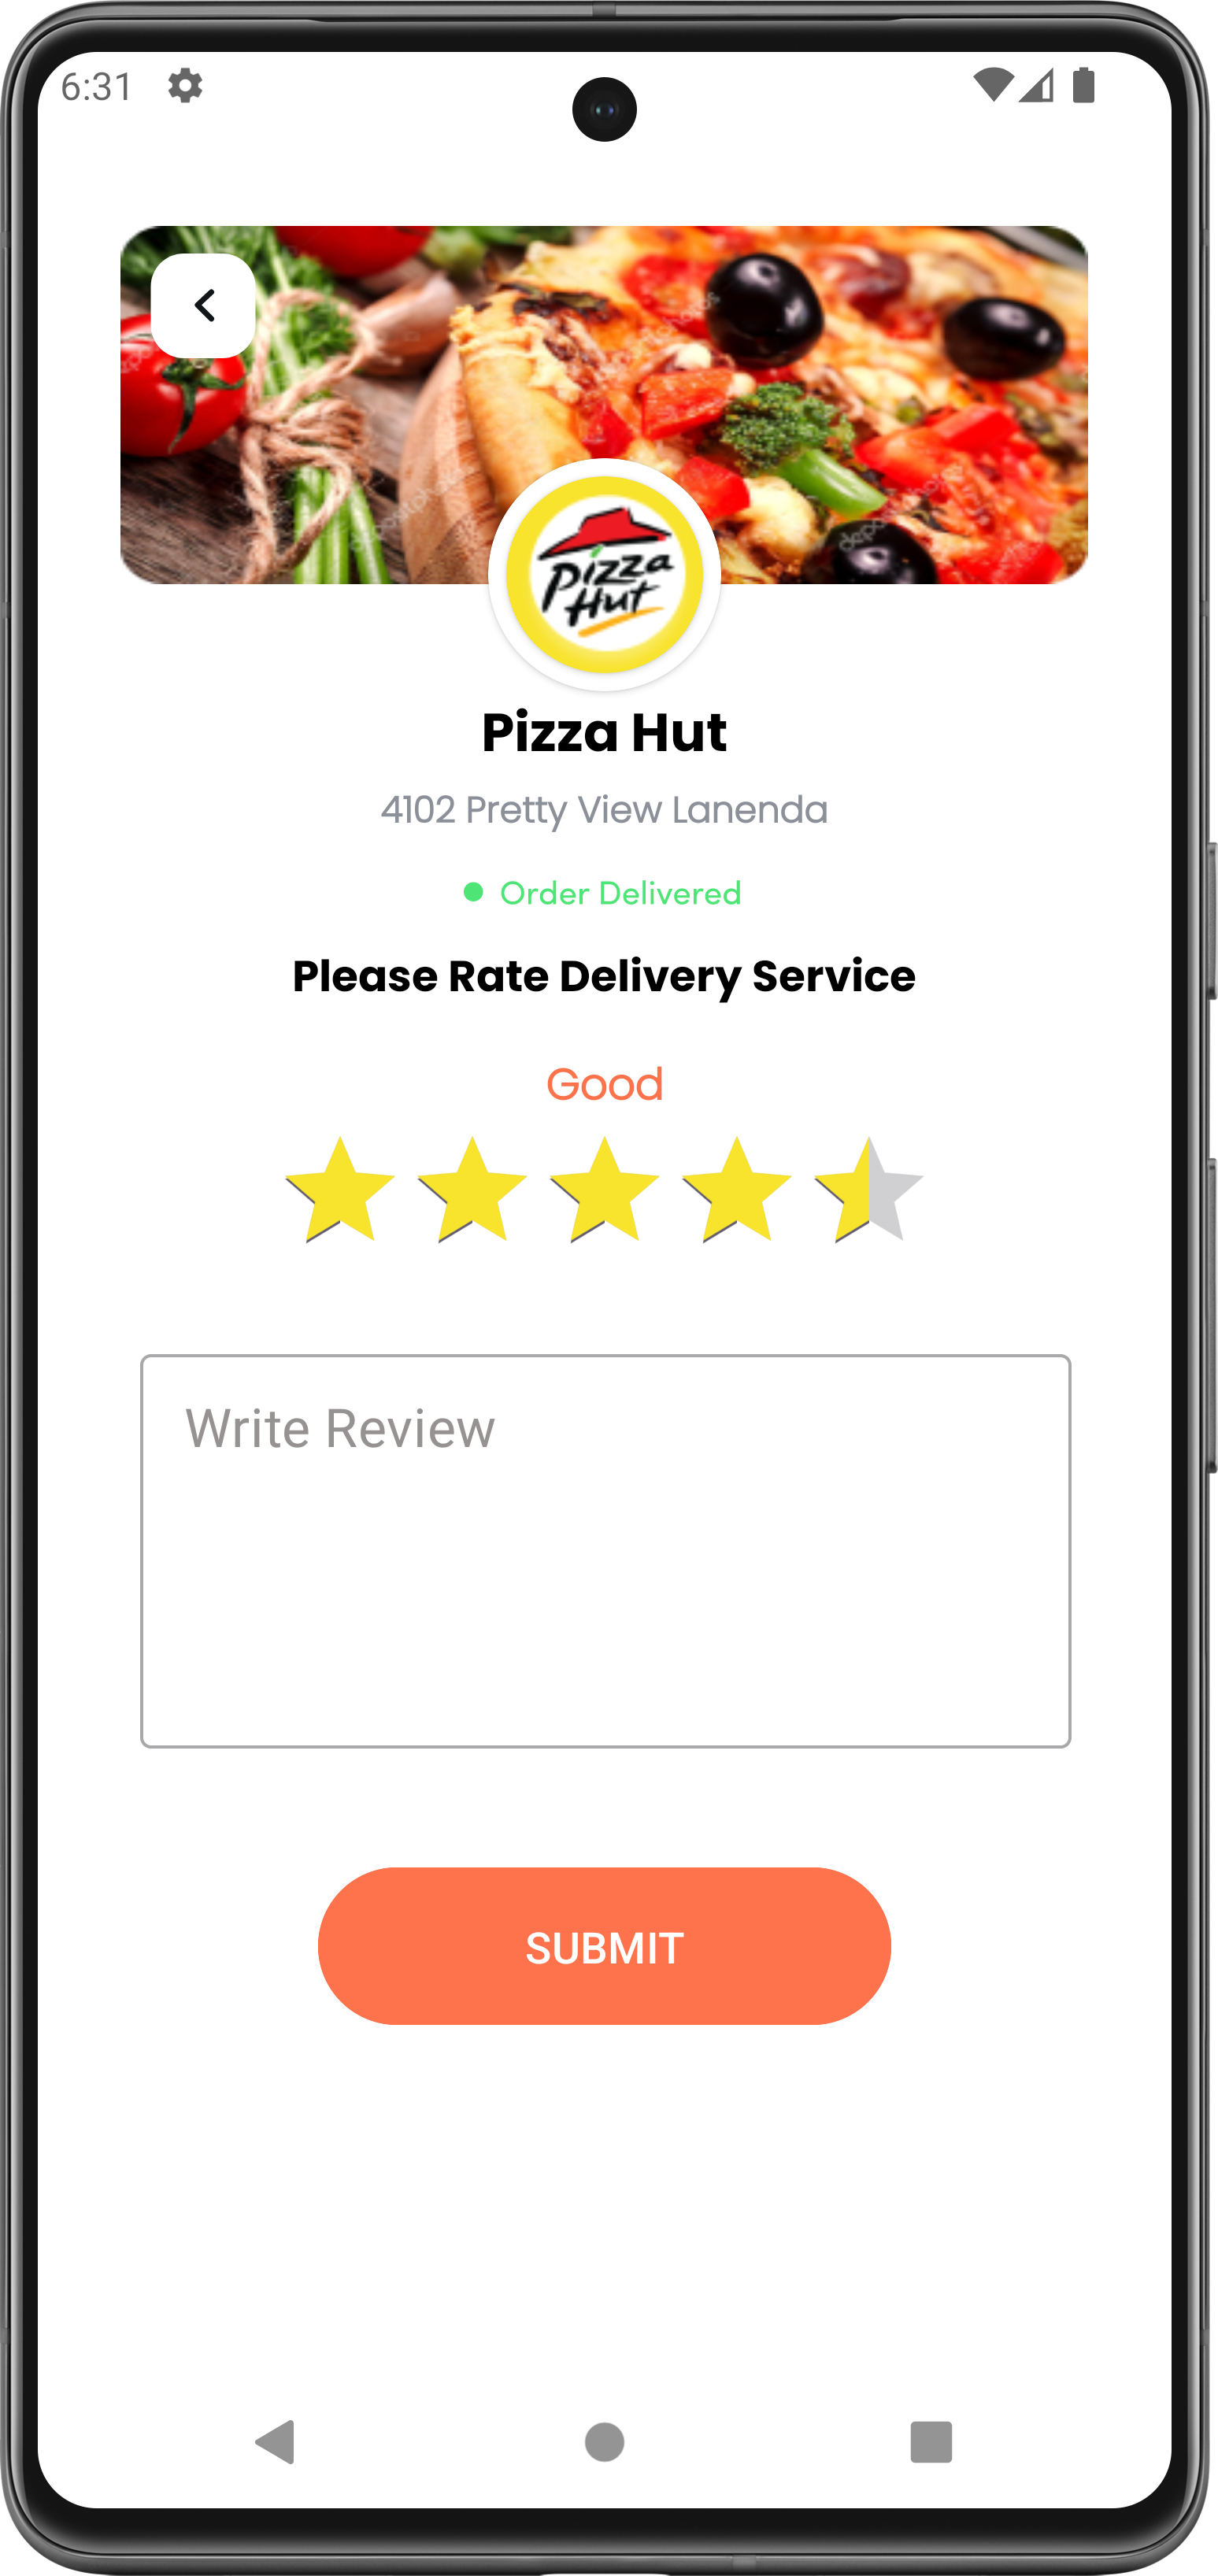 6:31
Pizza
Hut
Pizza Hut
4102 Pretty View Lanenda
Order Delivered
Please Rate Delivery Service
Good
Write Review
SUBMIT